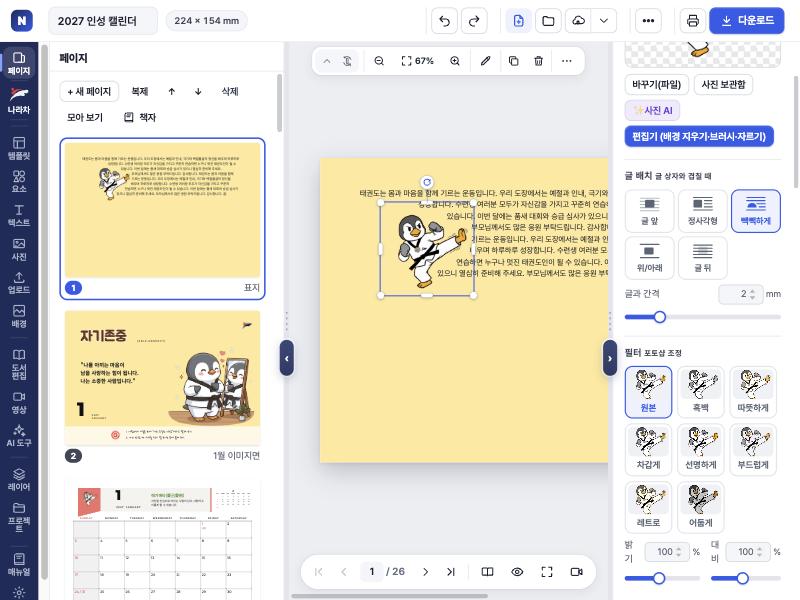 N
2027 인성 캘린더
224 × 154 mm
다운로드
페이지
나라차
템플릿
요소
텍스트
사진
업로드
배경
도서 편집
영상
AI 도구
레이어
프로젝트
매뉴얼
페이지
+ 새 페이지
복제
↑
↓
삭제
모아 보기
책자
1
표지
자기존중
"나를 아끼는 마음이
남을 사랑하는 힘이 됩니다.
나는 소중한 사람입니다."
1
2
1월 이미지면
1
67%
태권도는 몸과 마음을 함께 기르는 운동입니다. 우리 도장에서는 예절과 인내, 극기와
성장합니다. 여러분 모두가 자신감을 가지고 꾸준히 연습하
있습니다. 이번 달에는 품새 대회와 승급 심사가 있으니
부모님께서도 많은 응원 부탁드립니다. 감사합
기르는 운동입니다. 우리 도장에서는 예절과 인
우며 하루하루 성장합니다. 수련생 여러분 모
연습하면 누구나 멋진 태권도인이 될 수 있습니다. 이
있으니 열심히 준비해 주세요. 부모님께서도 많은 응원 부탁
1 / 26
바꾸기(파일)
사진 보관함
✨사진 AI
편집기 (배경 지우기·브러시·자르기)
글 배치 글 상자와 겹칠 때
글 앞
정사각형
빽빽하게
위/아래
글 뒤
글과 간격
2 mm
필터 포토샵 조정
원본
흑백
따뜻하게
차갑게
선명하게
부드럽게
레트로
어둡게
밝기 100 %
대비 100 %